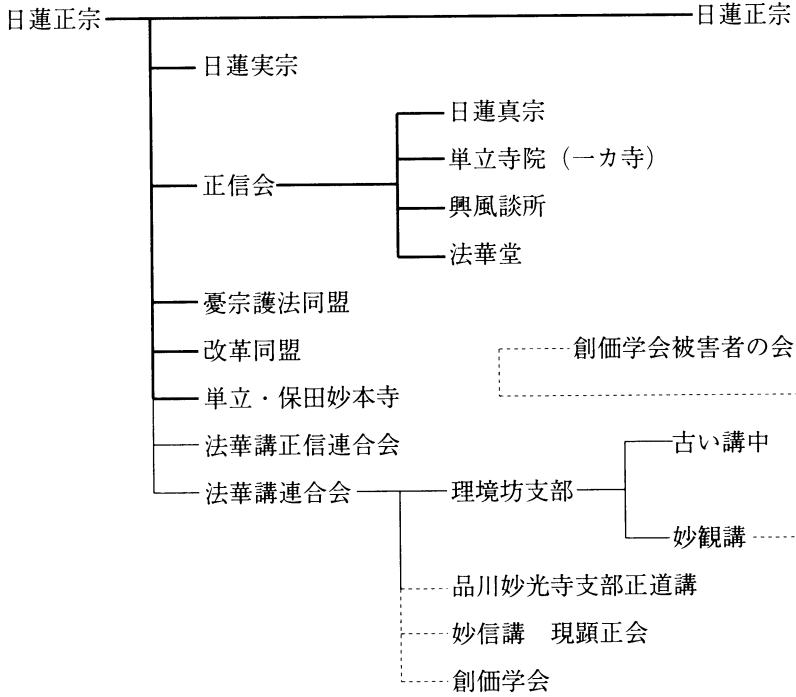 日蓮正宗 日蓮正宗
日蓮実宗
日蓮真宗
単立寺院（一カ寺）
正信会
興風談所
法華堂
憂宗護法同盟
改革同盟
創価学会被害者の会
単立・保田妙本寺
法華講正信連合会
古い講中
法華講連合会
理境坊支部
妙観講
品川妙光寺支部正道講
妙信講　現顕正会
創価学会